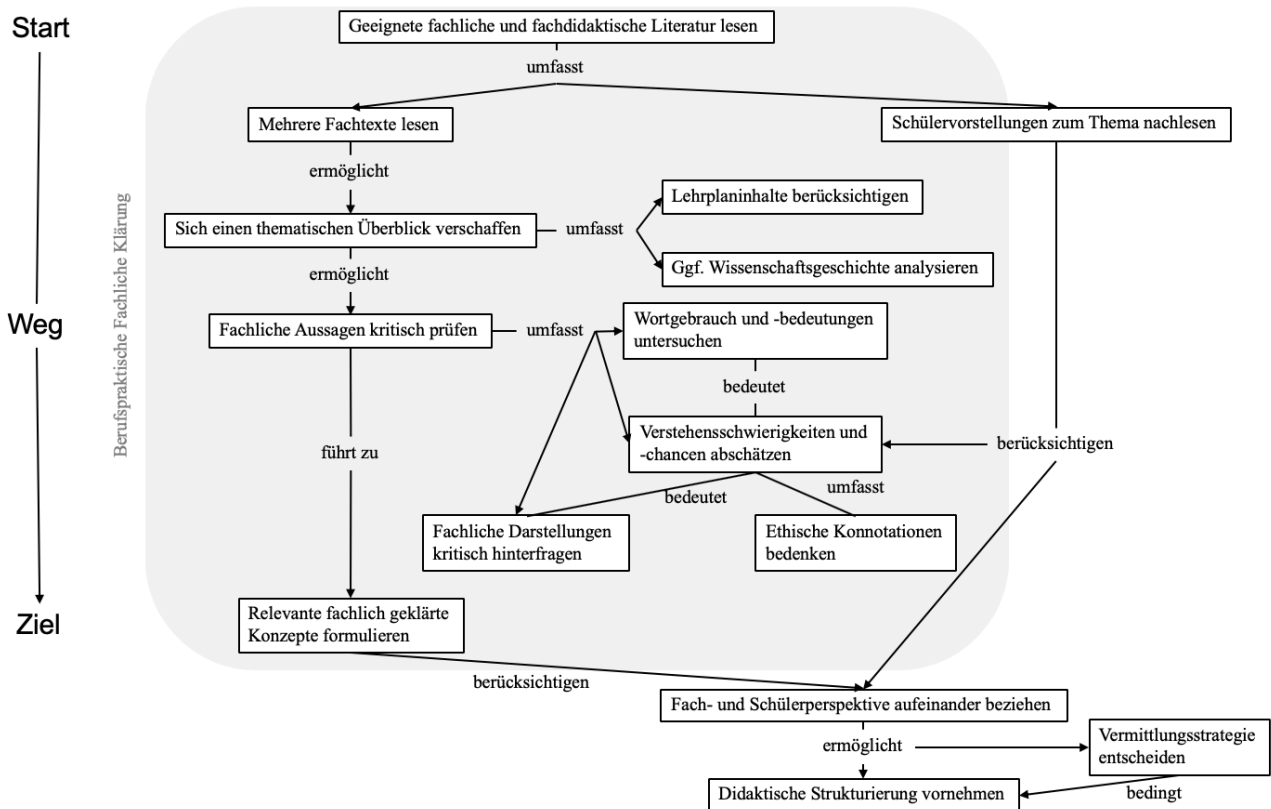 Start
Geeignete fachliche und fachdidaktische Literatur lesen
umfasst
Mehrere Fachtexte lesen
Schülervorstellungen zum Thema nachlesen
ermöglicht
Lehrplaninhalte berücksichtigen
Sich einen thematischen Überblick verschaffen
umfasst
Berufspraktische Fachliche Klärung
ermöglicht
Ggf. Wissenschaftsgeschichte analysieren
Weg
Fachliche Aussagen kritisch prüfen
umfasst
Wortgebrauch und -bedeutungen
untersuchen
bedeutet
führt zu
Verstehensschwierigkeiten und
-chancen abschätzen
berücksichtigen
bedeutet
umfasst
Fachliche Darstellungen
kritisch hinterfragen
Ethische Konnotationen
bedenken
Ziel
Relevante fachlich geklärte
Konzepte formulieren
berücksichtigen
Fach- und Schülerperspektive aufeinander beziehen
ermöglicht
Vermittlungsstrategie
entscheiden
Didaktische Strukturierung vornehmen
bedingt